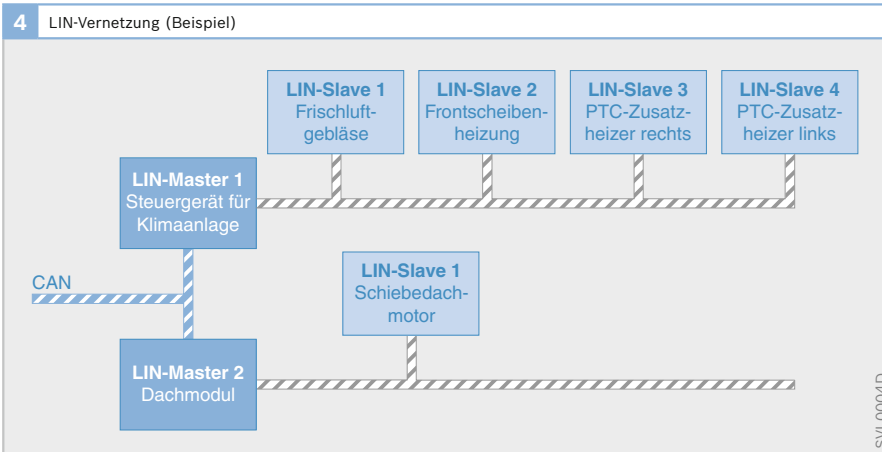 4 LIN-Vernetzung (Beispiel)
LIN-Slave 1
Frischluft-
gebläse
LIN-Slave 2
Frontscheiben-
heizung
LIN-Slave 3
PTC-Zusatz-
heizer rechts
LIN-Slave 4
PTC-Zusatz-
heizer links
LIN-Master 1
Steuergerät für
Klimaanlage
CAN
LIN-Slave 1
Schiebedach-
motor
LIN-Master 2
Dachmodul